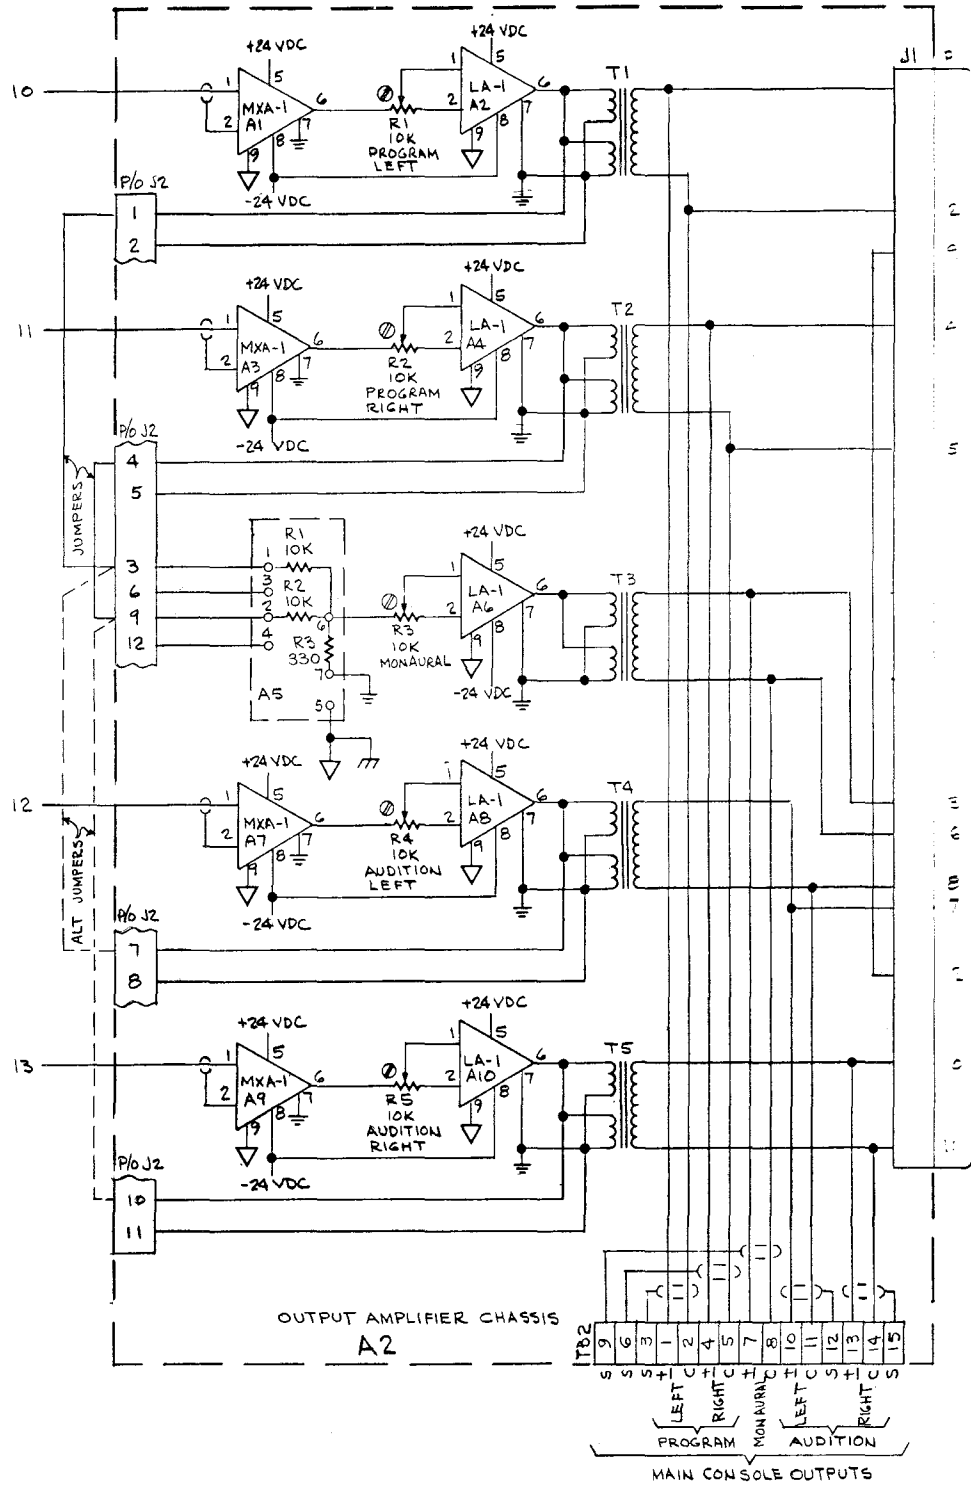 +24 VDC
+24 VDC
J1
T1
10
1
5
MXA-1
2
A1
6
7
8
9
R1
10K
PROGRAM
LEFT
1
5
LA-1
2
A2
6
7
8
9
-24 VDC
P/O J2
1
2
2
+24 VDC
+24 VDC
T2
11
1
5
MXA-1
2
A3
6
7
8
9
R2
10K
PROGRAM
RIGHT
1
5
LA-1
2
A4
6
7
8
9
-24 VDC
P/O J2
4
5
5
JUMPERS
3
6
9
12
R1
10K
1
3
R2
2
10K
6
4
R3
330
7
A5
5
+24 VDC
T3
1
5
LA-1
2
A6
6
7
8
9
R3
10K
MONAURAL
-24 VDC
+24 VDC
+24 VDC
T4
12
1
5
MXA-1
2
A7
6
7
8
9
R4
10K
AUDITION
LEFT
1
5
LA-1
2
A8
6
7
8
9
-24 VDC
6
ALT JUMPERS
P/O J2
7
8
+24 VDC
+24 VDC
T5
13
1
5
MXA-1
2
A9
6
7
8
9
R5
10K
AUDITION
RIGHT
1
5
LA-1
2
A10
6
7
8
9
-24 VDC
P/O J2
10
11
OUTPUT AMPLIFIER CHASSIS
A2
TB2
9 6 3 1 2 4 5 7 8 10 11 12 13 14 15
S S S ± C ± C ± C ± C S ± C S
LEFT RIGHT MONAURAL LEFT RIGHT
PROGRAM AUDITION
MAIN CONSOLE OUTPUTS